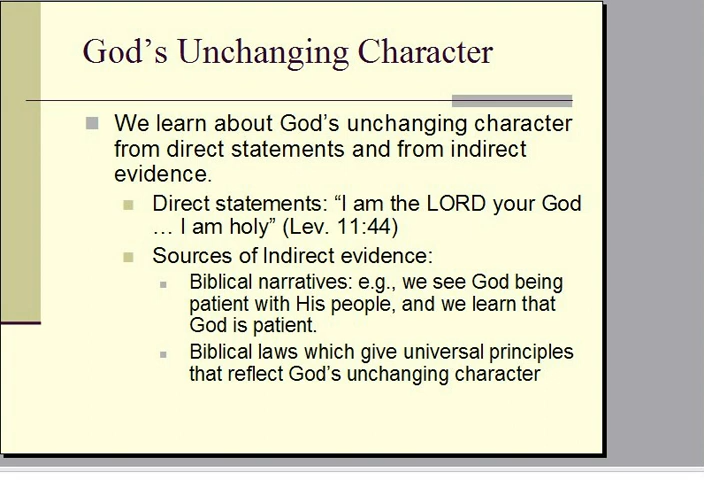 God’s Unchanging Character
We learn about God’s unchanging character
from direct statements and from indirect
evidence.
Direct statements: “I am the LORD your God
… I am holy” (Lev. 11:44)
Sources of Indirect evidence:
Biblical narratives: e.g., we see God being
patient with His people, and we learn that
God is patient.
Biblical laws which give universal principles
that reflect God’s unchanging character